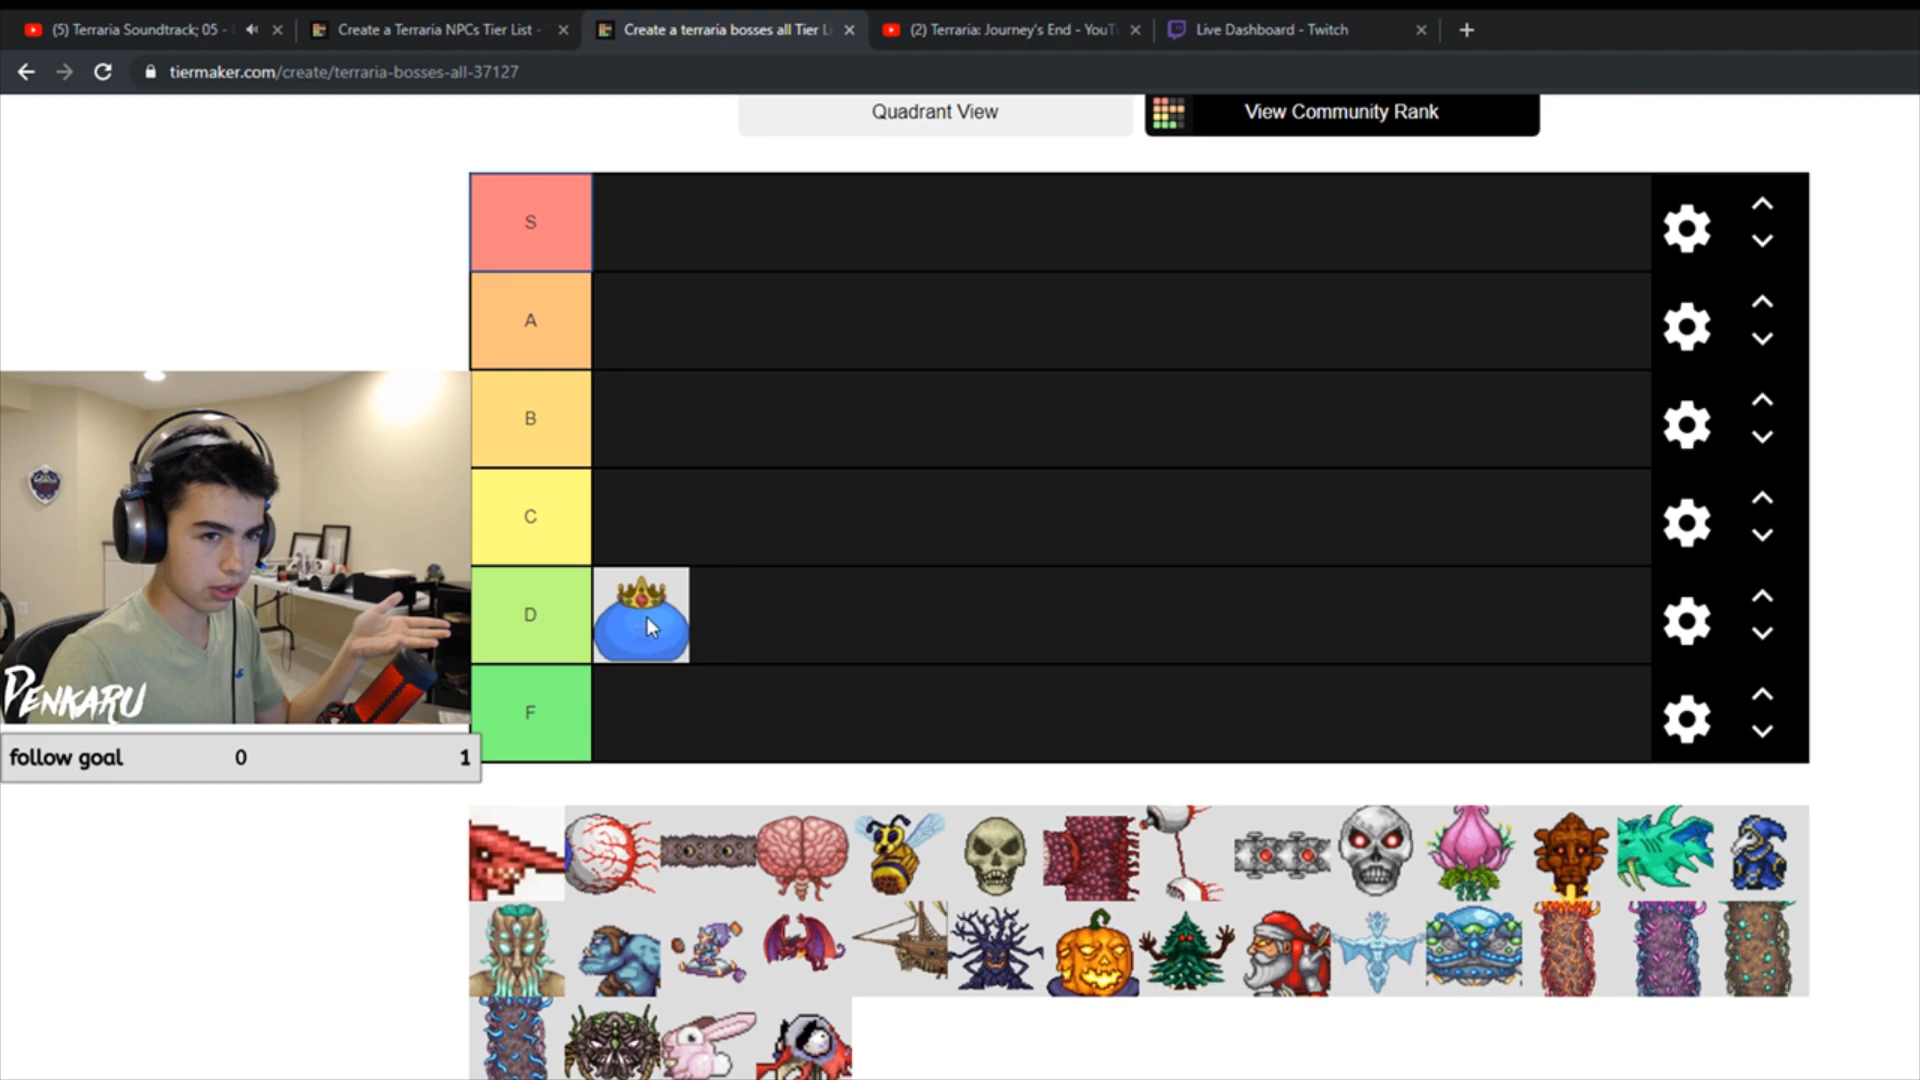 (5) Terraria Soundtrack; 05 -
Create a Terraria NPCs Tier List -
Create a terraria bosses all Tier Li
(2) Terraria: Journey's End - YouTu
Live Dashboard - Twitch
tiermaker.com/create/terraria-bosses-all-37127
Quadrant View
View Community Rank
S
A
B
C
D
F
PENKARU
follow goal 0 1